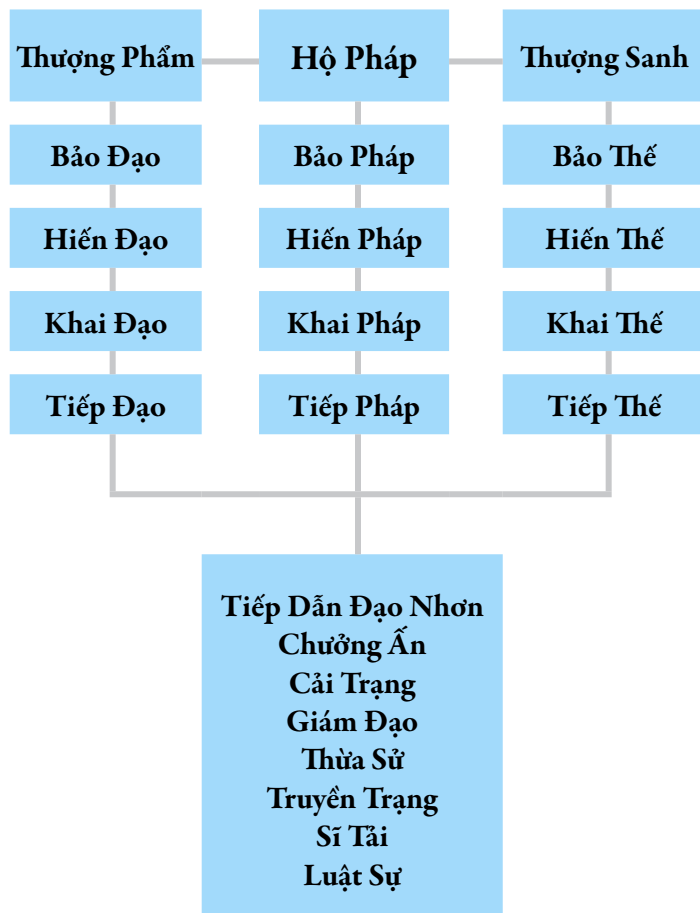 Thượng Phẩm
Hộ Pháp
Thượng Sanh
Bảo Đạo
Bảo Pháp
Bảo Thế
Hiến Đạo
Hiến Pháp
Hiến Thế
Khai Đạo
Khai Pháp
Khai Thế
Tiếp Đạo
Tiếp Pháp
Tiếp Thế
Tiếp Dẫn Đạo Nhơn
Chưởng Ấn
Cải Trạng
Giám Đạo
Thừa Sử
Truyền Trạng
Sĩ Tải
Luật Sự